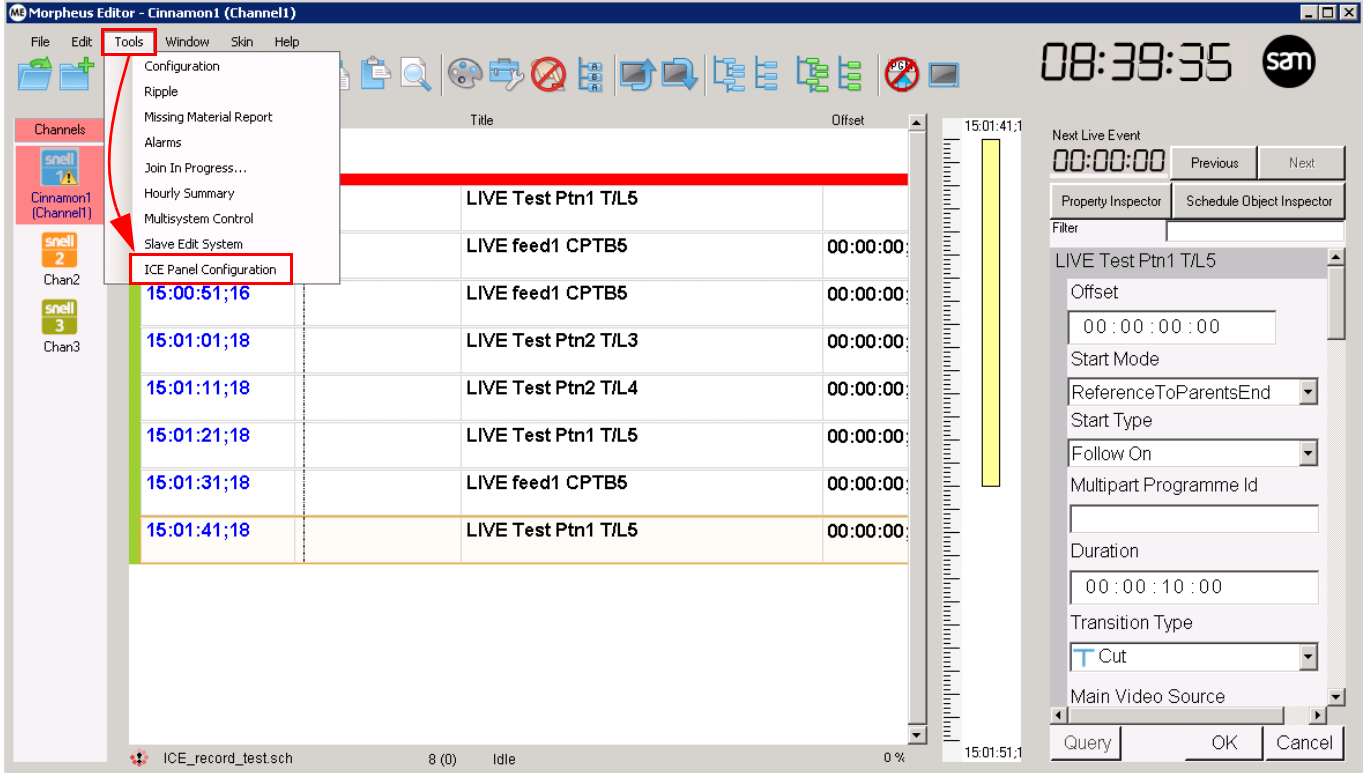 ME Morpheus Editor - Cinnamon1 (Channel1)
File Edit Tools Window Skin Help
Configuration
Ripple
Missing Material Report
Alarms
Join In Progress...
Hourly Summary
Multisystem Control
Slave Edit System
ICE Panel Configuration
PGM
08:39:35
sam
Channels
snell
1
Cinnamon1
(Channel1)
snell
2
Chan2
snell
3
Chan3
Title Offset
LIVE Test Ptn1 T/L5
LIVE feed1 CPTB5 00:00:00;
15:00:51;16 LIVE feed1 CPTB5 00:00:00;
15:01:01;18 LIVE Test Ptn2 T/L3 00:00:00;
15:01:11;18 LIVE Test Ptn2 T/L4 00:00:00;
15:01:21;18 LIVE Test Ptn1 T/L5 00:00:00;
15:01:31;18 LIVE feed1 CPTB5 00:00:00;
15:01:41;18 LIVE Test Ptn1 T/L5 00:00:00;
ICE_record_test.sch 8 (0) Idle 0 %
15:01:41;1
15:01:51;1
Next Live Event
00:00:00 Previous Next
Property Inspector Schedule Object Inspector
Filter
LIVE Test Ptn1 T/L5
Offset
00:00:00:00
Start Mode
ReferenceToParentsEnd
Start Type
Follow On
Multipart Programme Id
Duration
00:00:10:00
Transition Type
Cut
Main Video Source
Query OK Cancel